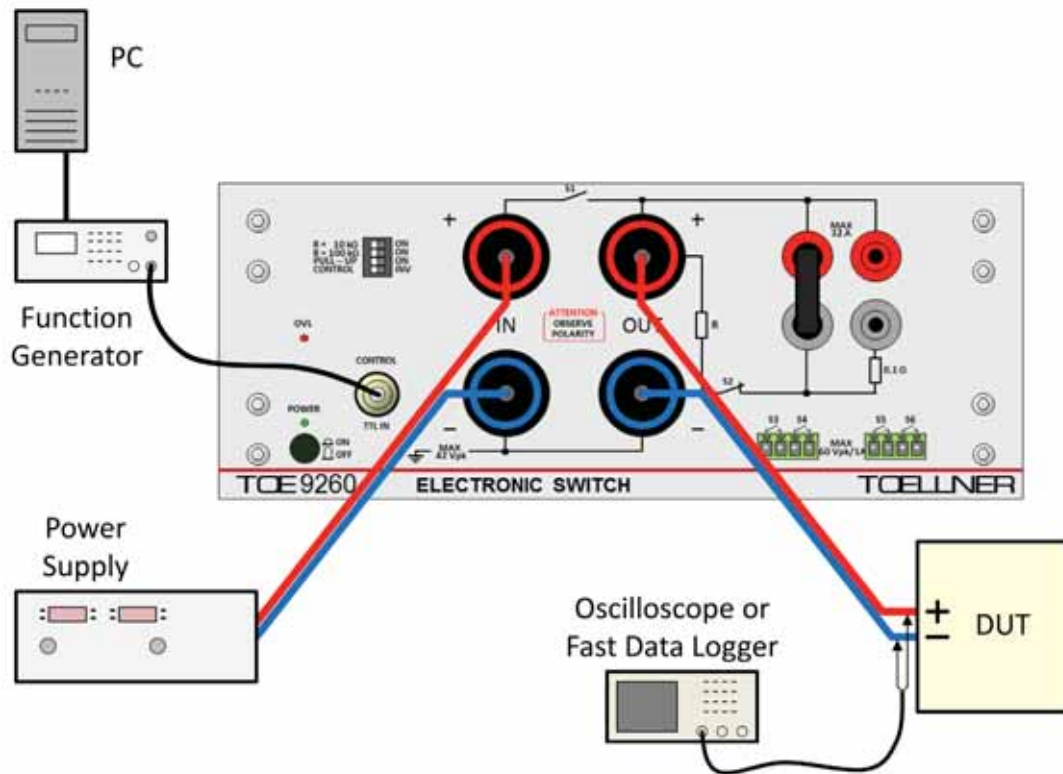 PC
Function
Generator
R = 10 kΩ ON
R = 100 kΩ ON
PULL – UP ON
CONTROL INV
OVL
CONTROL
TTL IN
POWER
ON
OFF
S1
+
+
IN
OUT
ATTENTION
OBSERVE
POLARITY
R
MAX
32 A
0.1 Ω
S2
–
–
MAX
42 Vpk
S3 S4
MAX
60 Vpk/1A
S5 S6
TOE 9260
ELECTRONIC SWITCH
TOELLNER
Power
Supply
Oscilloscope or
Fast Data Logger
+
–
DUT